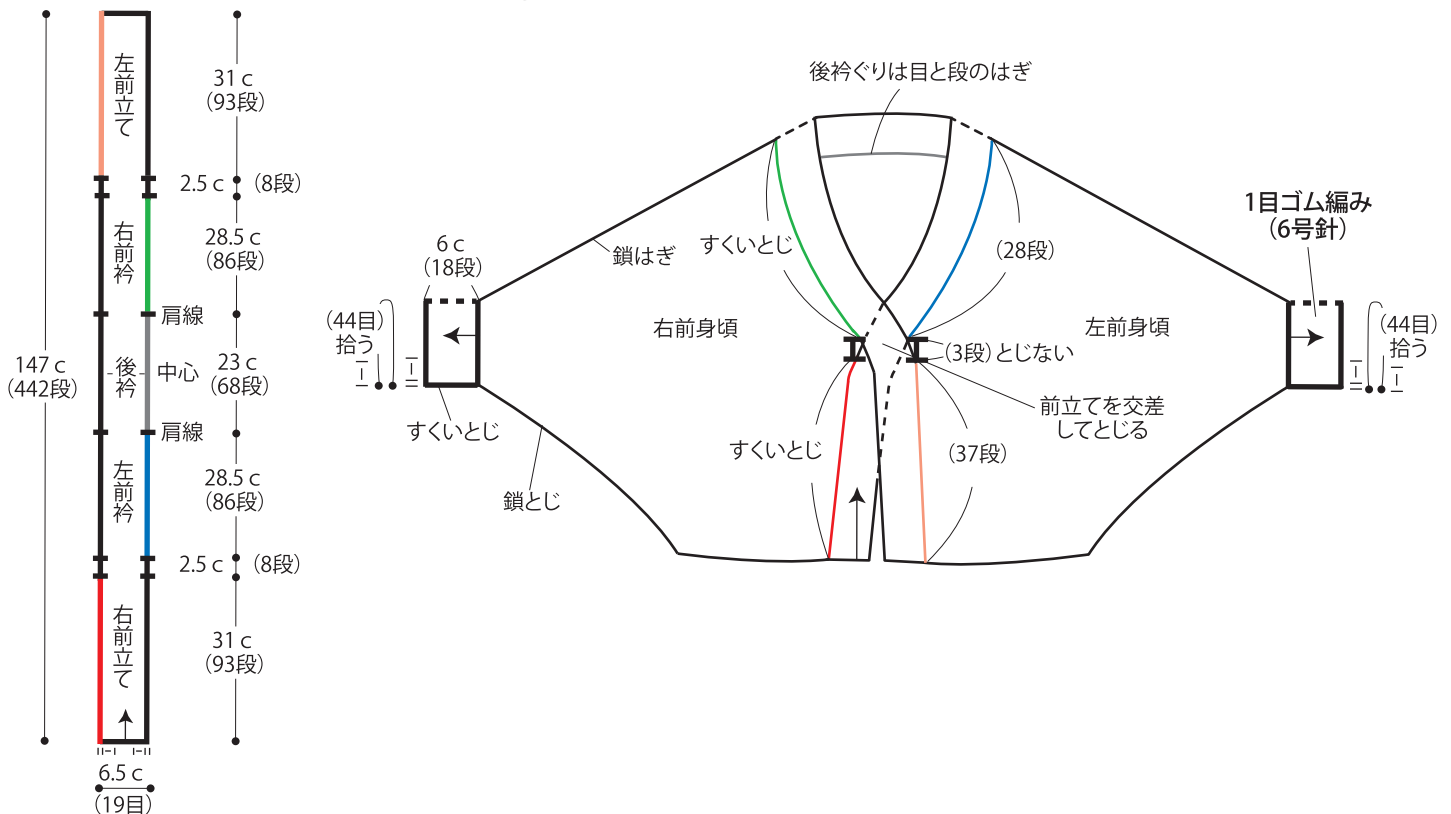 左前立て
31 c
(93段)
2.5 c
(8段)
右前衿
28.5 c
(86段)
肩線
147 c
(442段)
後衿
中心
23 c
(68段)
肩線
左前衿
28.5 c
(86段)
2.5 c
(8段)
右前立て
31 c
(93段)
6.5 c
(19目)
後衿ぐりは目と段のはぎ
1目ゴム編み
(6号針)
6 c
(18段)
鎖はぎ
すくいとじ
(28段)
(44目)
拾う
右前身頃
左前身頃
(44目)
拾う
(3段)とじない
前立てを交差
してとじる
すくいとじ
すくいとじ
(37段)
鎖とじ